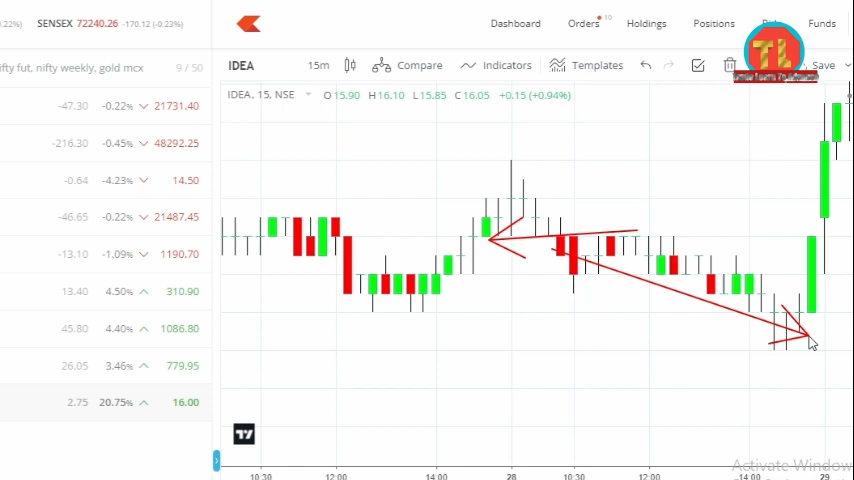 0.22%) SENSEX 72240.26 -170.12 (-0.23%)
Dashboard Orders 10 Holdings Positions Funds
ifty fut, nifty weekly, gold mcx 9 / 50
IDEA 15m Compare Indicators Templates Save
TL
IDEA, 15, NSE O15.90 H16.10 L15.85 C16.05 +0.15 (+0.94%)
-47.30 -0.22% 21731.40
-216.30 -0.45% 48292.25
-0.64 -4.23% 14.50
-46.65 -0.22% 21487.45
-13.10 -1.09% 1190.70
13.40 4.50% 310.90
45.80 4.40% 1086.80
26.05 3.46% 779.95
2.75 20.75% 16.00
Activate Window
10:30 12:00 14:00 28 10:30 12:00 14:00 29